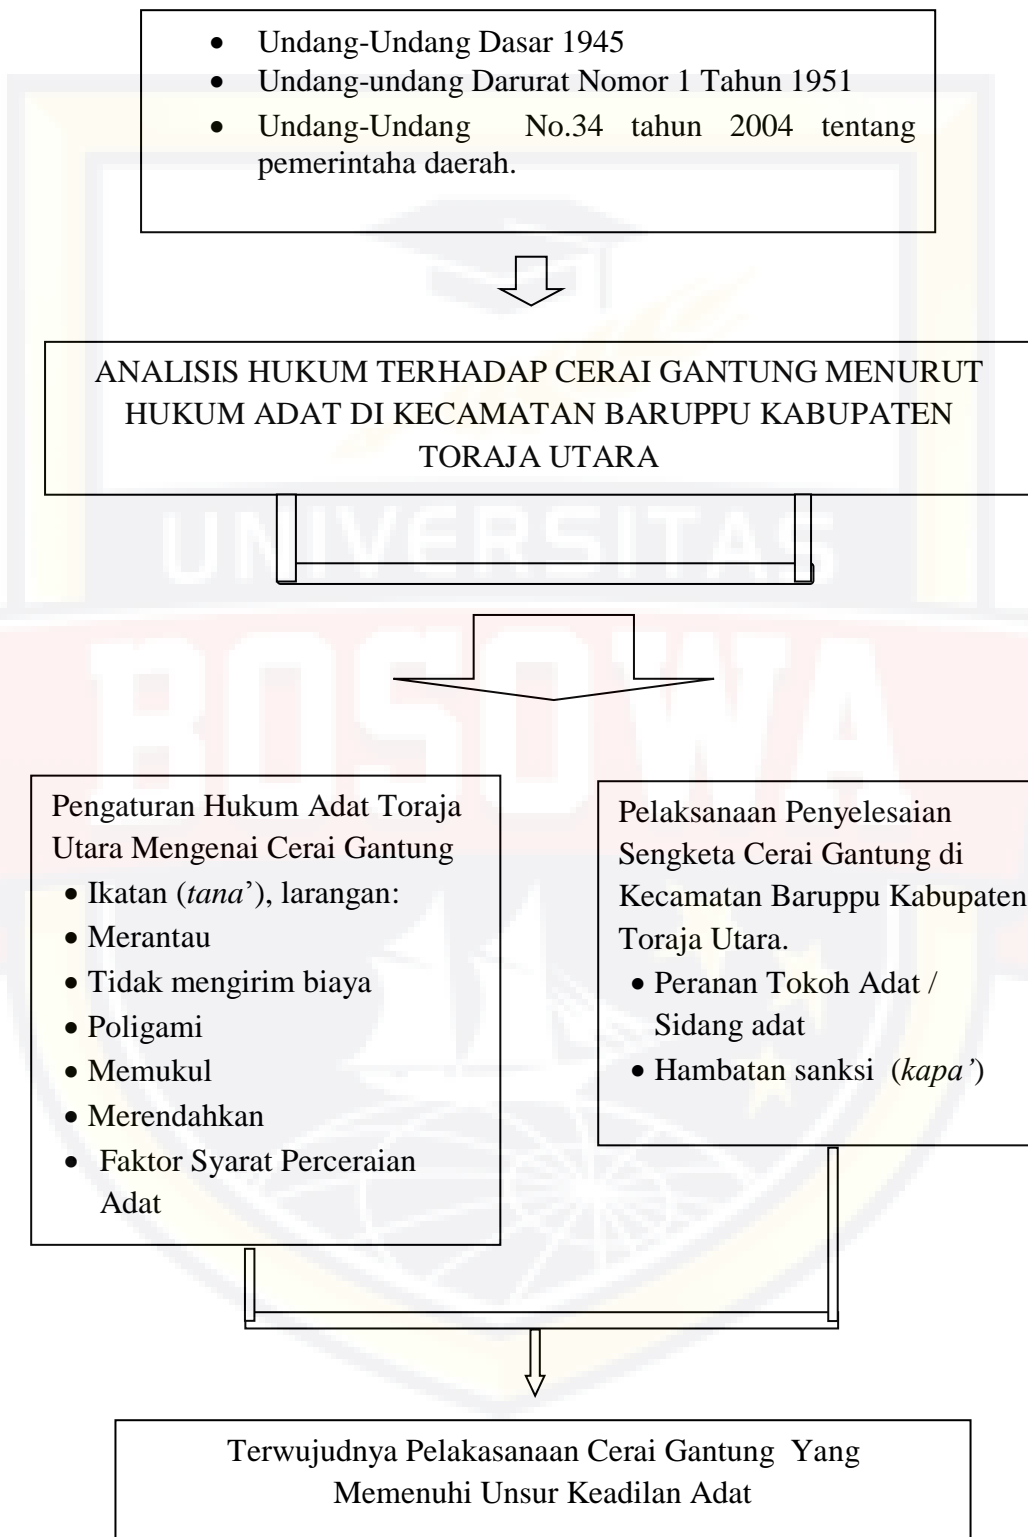 • Undang-Undang Dasar 1945
• Undang-undang Darurat Nomor 1 Tahun 1951
• Undang-Undang No.34 tahun 2004 tentang
pemerintaha daerah.
ANALISIS HUKUM TERHADAP CERAI GANTUNG MENURUT
HUKUM ADAT DI KECAMATAN BARUPPU KABUPATEN
TORAJA UTARA
UNIVERSITAS
BOSOWA
Pengaturan Hukum Adat Toraja
Utara Mengenai Cerai Gantung
• Ikatan (tana’), larangan:
• Merantau
• Tidak mengirim biaya
• Poligami
• Memukul
• Merendahkan
• Faktor Syarat Perceraian
Adat
Pelaksanaan Penyelesaian
Sengketa Cerai Gantung di
Kecamatan Baruppu Kabupaten
Toraja Utara.
• Peranan Tokoh Adat /
Sidang adat
• Hambatan sanksi (kapa’)
Terwujudnya Pelakasanaan Cerai Gantung Yang
Memenuhi Unsur Keadilan Adat